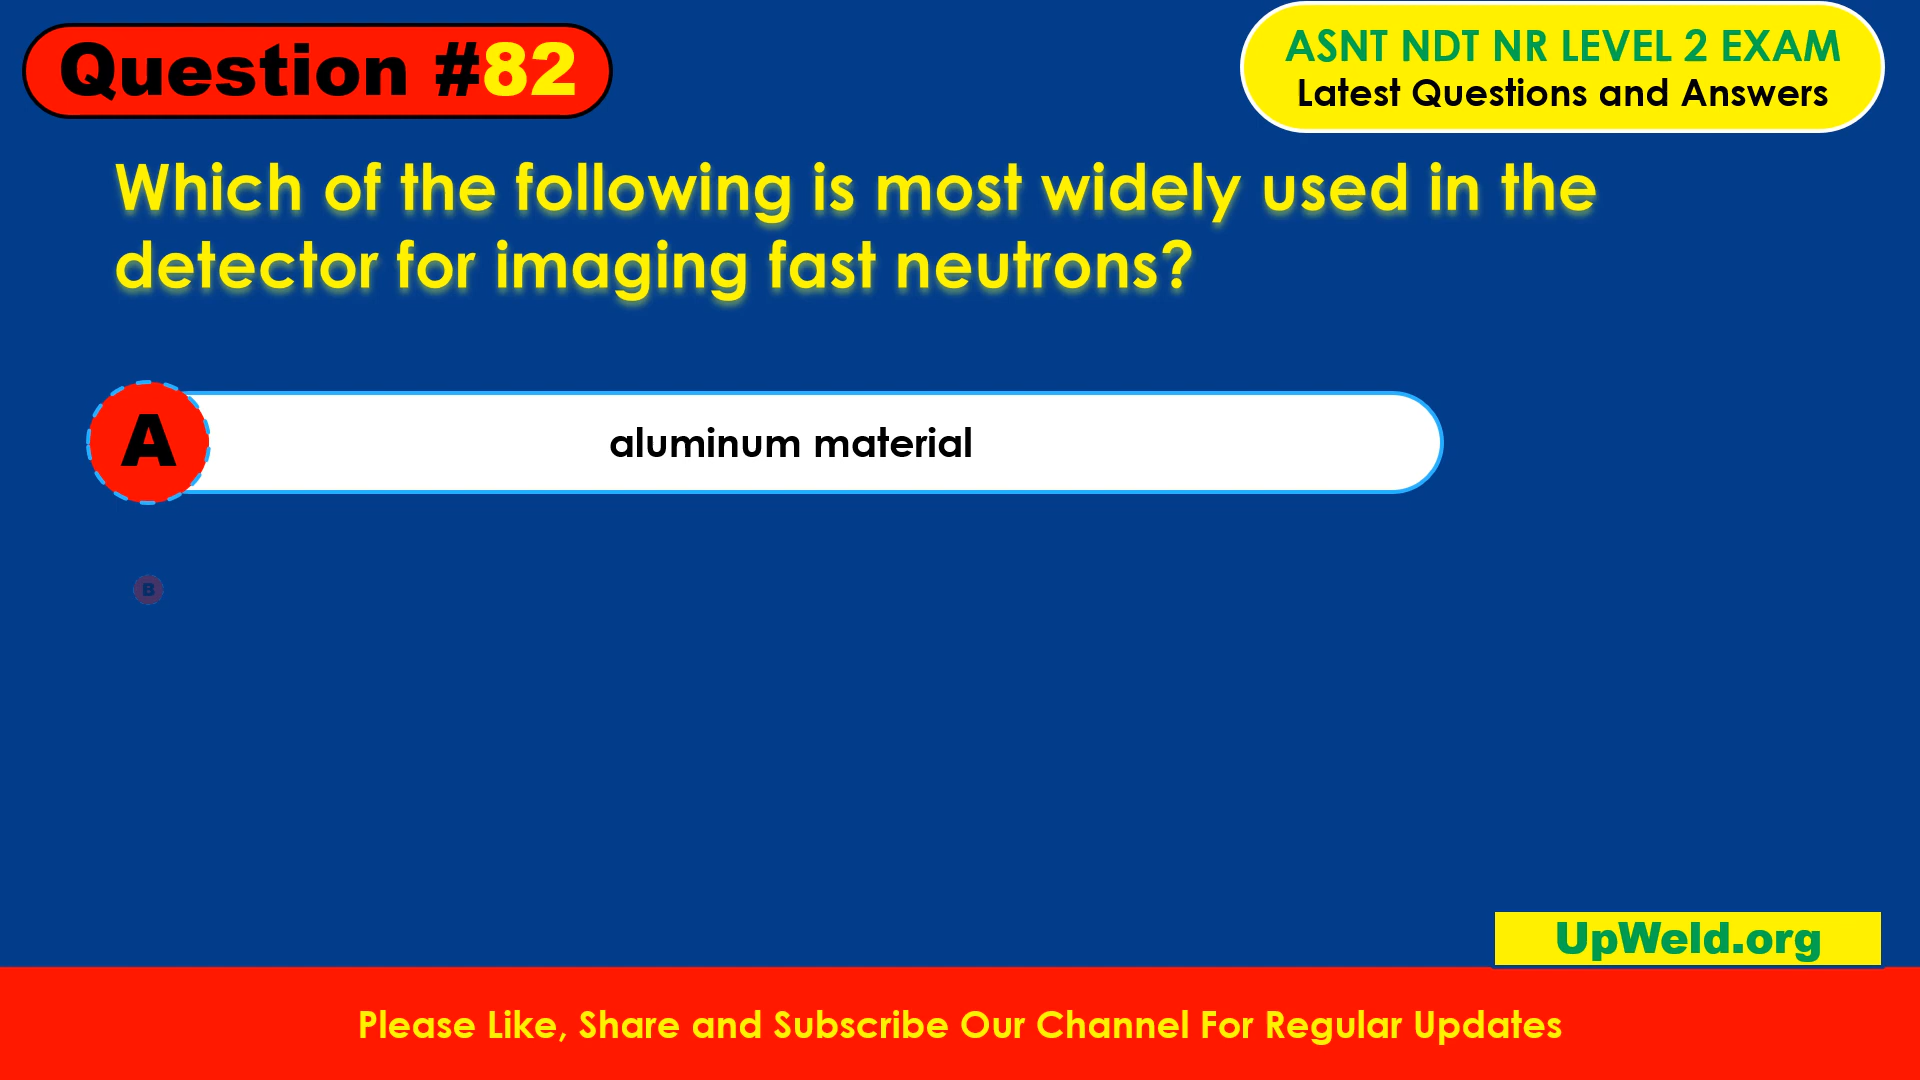 Question #82
ASNT NDT NR LEVEL 2 EXAM
Latest Questions and Answers
Which of the following is most widely used in the
detector for imaging fast neutrons?
A
aluminum material
B
UpWeld.org
Please Like, Share and Subscribe Our Channel For Regular Updates